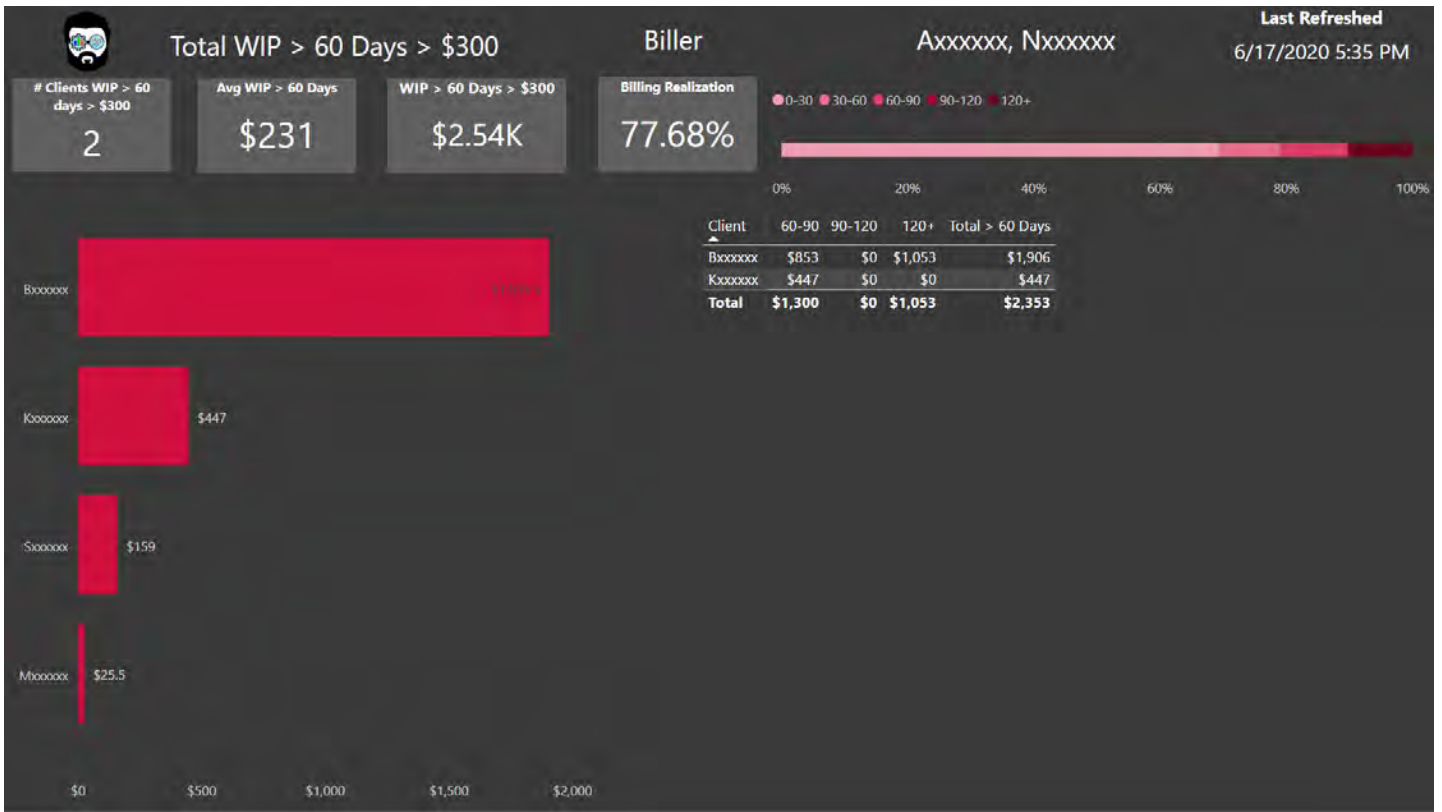 Total WIP > 60 Days > $300
Biller
Axxxxxx, Nxxxxxx
Last Refreshed
6/17/2020 5:35 PM
# Clients WIP > 60
days > $300
2
Avg WIP > 60 Days
$231
WIP > 60 Days > $300
$2.54K
Billing Realization
77.68%
0-30 30-60 60-90 90-120 120+
0% 20% 40% 60% 80% 100%
Client 60-90 90-120 120+ Total > 60 Days
Bxxxxxx $853 $0 $1,053 $1,906
Kxxxxxx $447 $0 $0 $447
Total $1,300 $0 $1,053 $2,353
Bxxxxxx
Kxxxxxx $447
Sxxxxxx $159
Mxxxxxx $25.5
$0 $500 $1,000 $1,500 $2,000